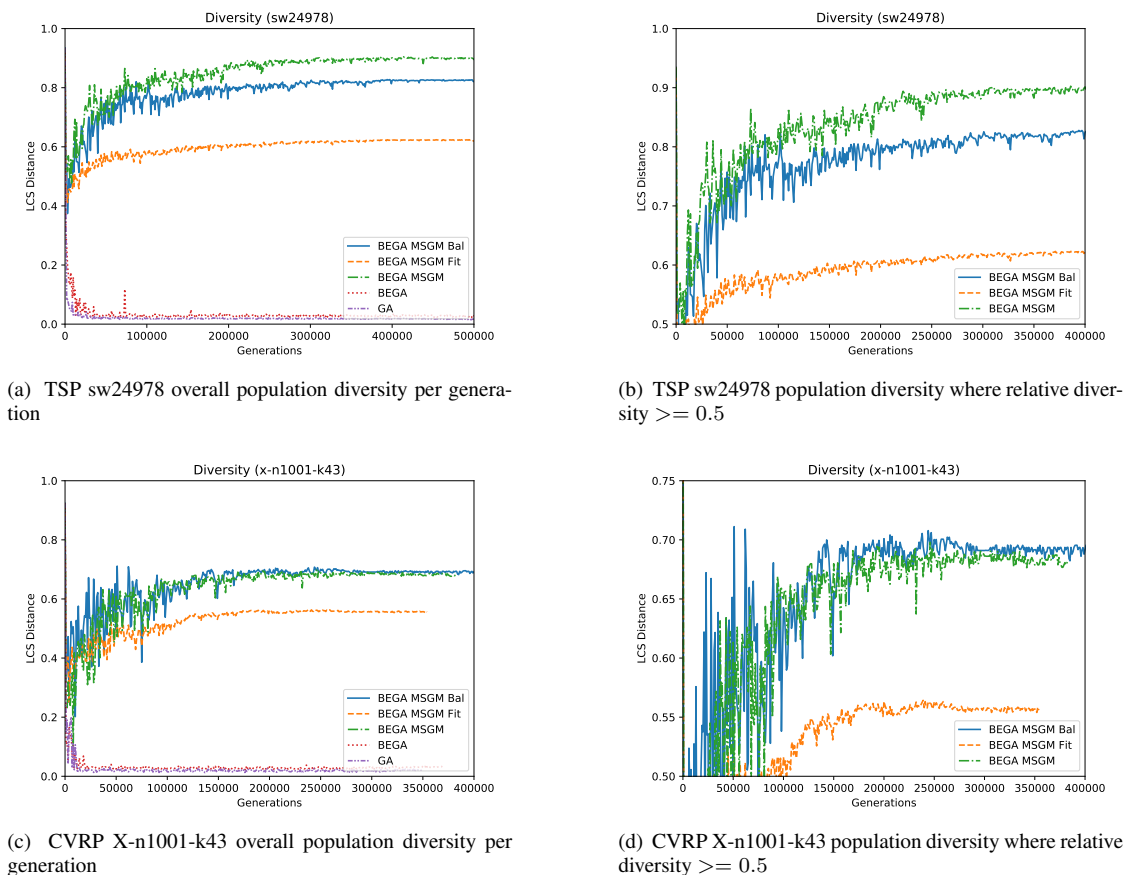 Diversity (sw24978)
1.0
0.8
0.6
0.4
0.2
0.0
LCS Distance
BEGA MSGM Bal
BEGA MSGM Fit
BEGA MSGM
BEGA
GA
0 100000 200000 300000 400000 500000
Generations
(a) TSP sw24978 overall population diversity per genera-
tion
Diversity (sw24978)
1.0
0.9
0.8
0.7
0.6
0.5
LCS Distance
BEGA MSGM Bal
BEGA MSGM Fit
BEGA MSGM
0 50000 100000 150000 200000 250000 300000 350000 400000
Generations
(b) TSP sw24978 population diversity where relative diver-
sity >= 0.5
Diversity (x-n1001-k43)
1.0
0.8
0.6
0.4
0.2
0.0
LCS Distance
BEGA MSGM Bal
BEGA MSGM Fit
BEGA MSGM
BEGA
GA
0 50000 100000 150000 200000 250000 300000 350000 400000
Generations
(c) CVRP X-n1001-k43 overall population diversity per
generation
Diversity (x-n1001-k43)
0.75
0.70
0.65
0.60
0.55
0.50
LCS Distance
BEGA MSGM Bal
BEGA MSGM Fit
BEGA MSGM
0 50000 100000 150000 200000 250000 300000 350000 400000
Generations
(d) CVRP X-n1001-k43 population diversity where relative
diversity >= 0.5